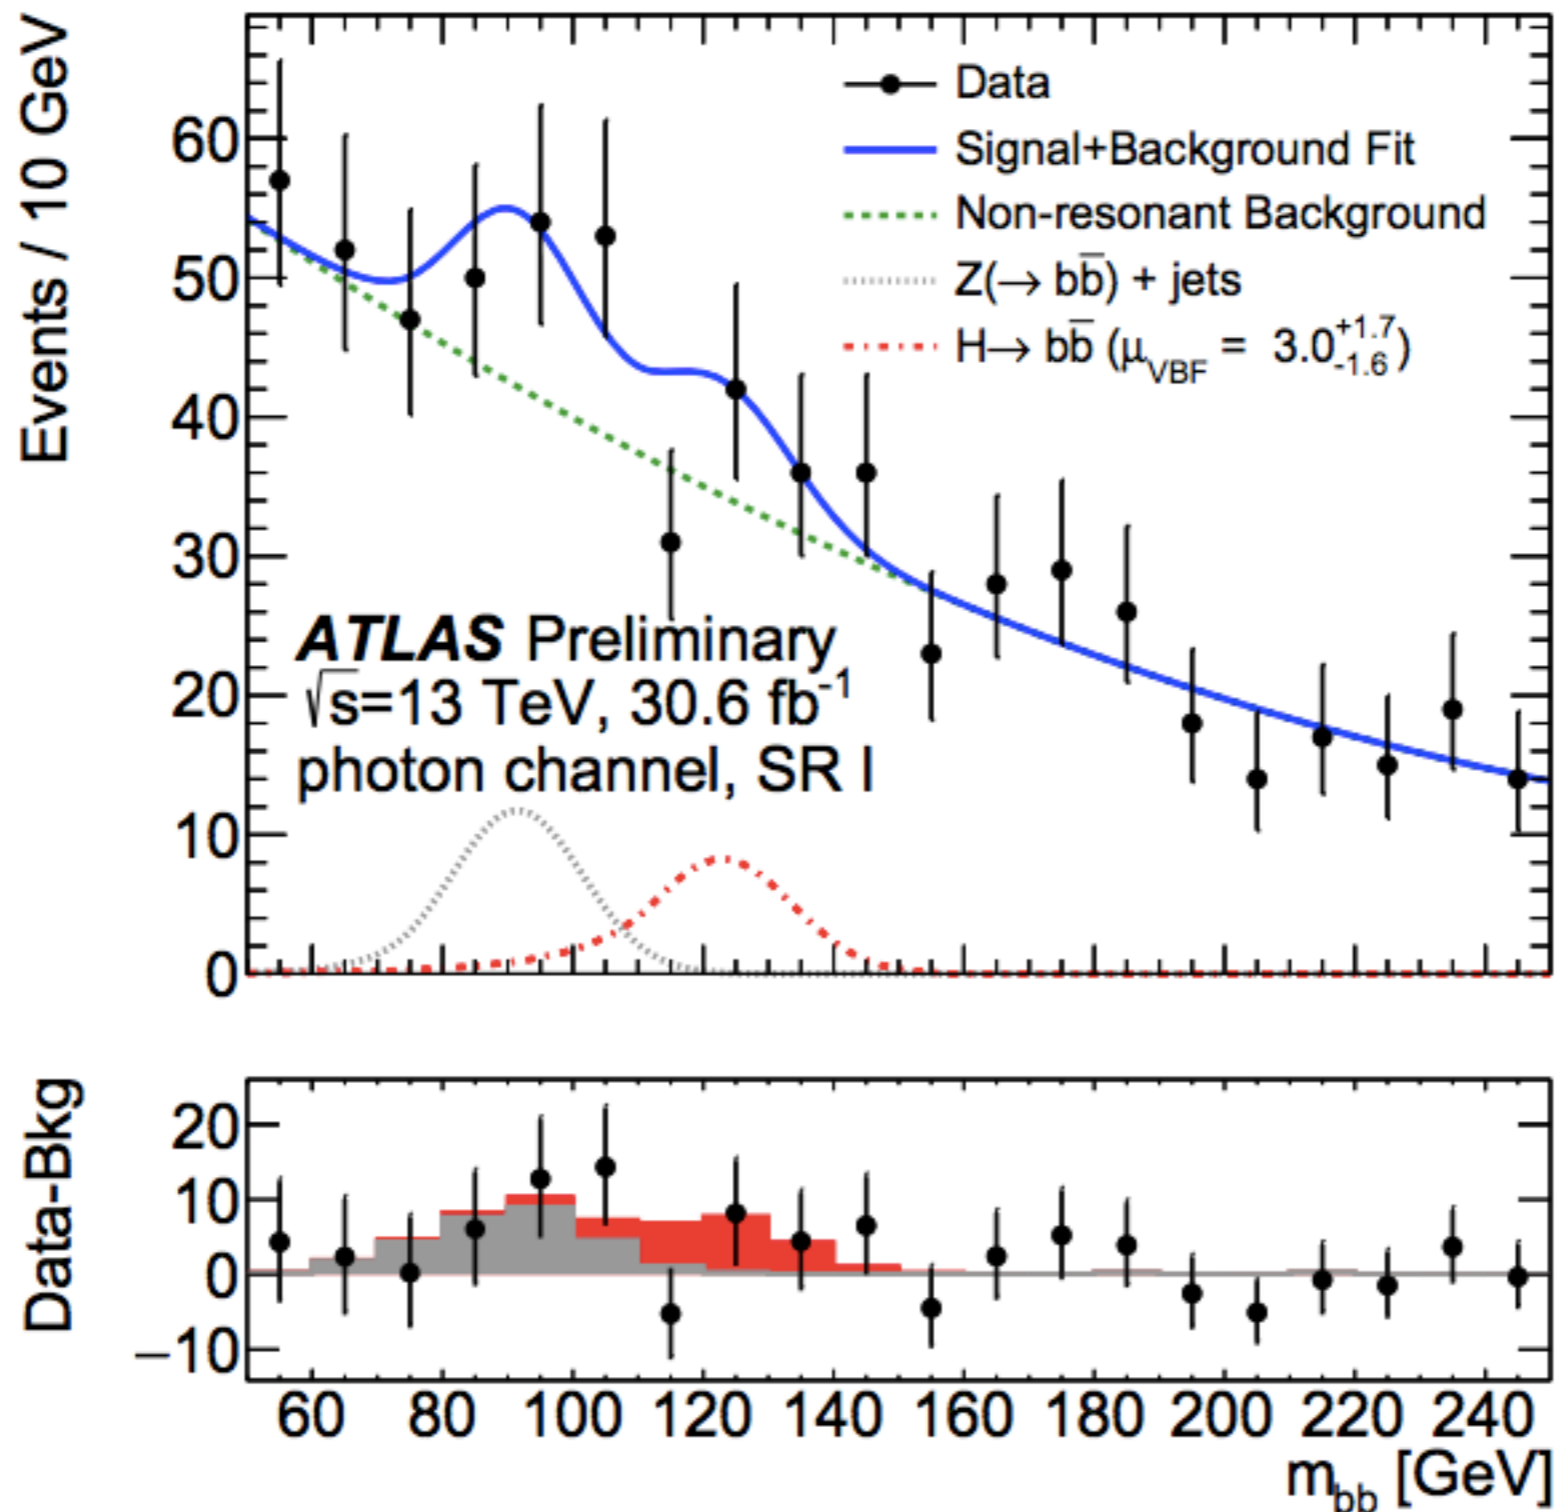 Events / 10 GeV
60
50
40
30
20
10
0
Data
Signal+Background Fit
Non-resonant Background
Z(→ bb̅) + jets
H→ bb̅ (μ_VBF = 3.0 +1.7 -1.6)
ATLAS Preliminary
√s=13 TeV, 30.6 fb⁻¹
photon channel, SR I
Data-Bkg
20
10
0
−10
60 80 100 120 140 160 180 200 220 240
m_bb [GeV]